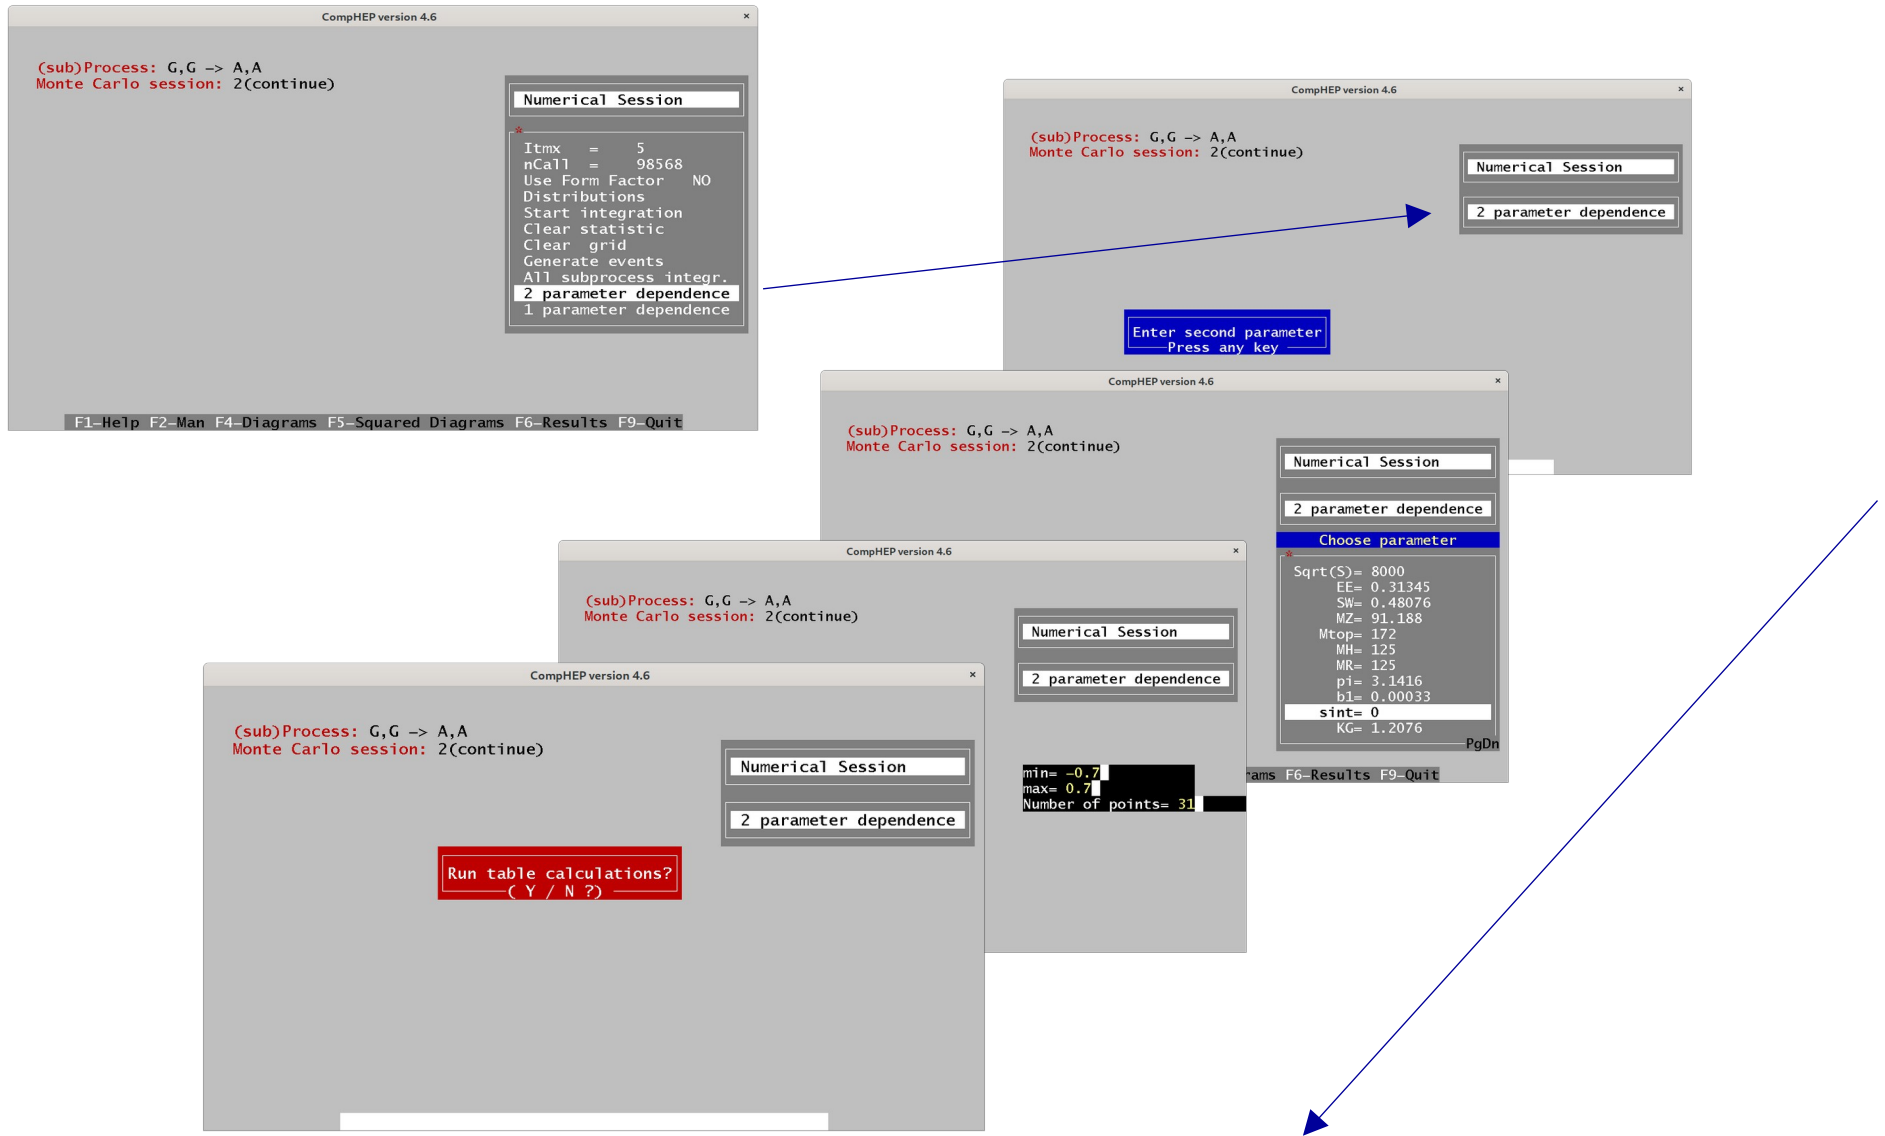 CompHEP version 4.6 ×
(sub)Process: G,G -> A,A
Monte Carlo session: 2(continue)
Numerical Session
*
Itmx = 5
nCall = 98568
Use Form Factor NO
Distributions
Start integration
Clear statistic
Clear grid
Generate events
All subprocess integr.
2 parameter dependence
1 parameter dependence
F1-Help F2-Man F4-Diagrams F5-Squared Diagrams F6-Results F9-Quit
CompHEP version 4.6 ×
(sub)Process: G,G -> A,A
Monte Carlo session: 2(continue)
Numerical Session
2 parameter dependence
Enter second parameter
Press any key
CompHEP version 4.6 ×
(sub)Process: G,G -> A,A
Monte Carlo session: 2(continue)
Numerical Session
2 parameter dependence
Choose parameter
*
Sqrt(S)= 8000
EE= 0.31345
SW= 0.48076
MZ= 91.188
Mtop= 172
MH= 125
MR= 125
pi= 3.1416
b1= 0.00033
sint= 0
KG= 1.2076
PgDn
rams F6-Results F9-Quit
CompHEP version 4.6 ×
(sub)Process: G,G -> A,A
Monte Carlo session: 2(continue)
Numerical Session
2 parameter dependence
min= -0.7
max= 0.7
Number of points= 31
CompHEP version 4.6 ×
(sub)Process: G,G -> A,A
Monte Carlo session: 2(continue)
Numerical Session
2 parameter dependence
Run table calculations?
( Y / N ?)